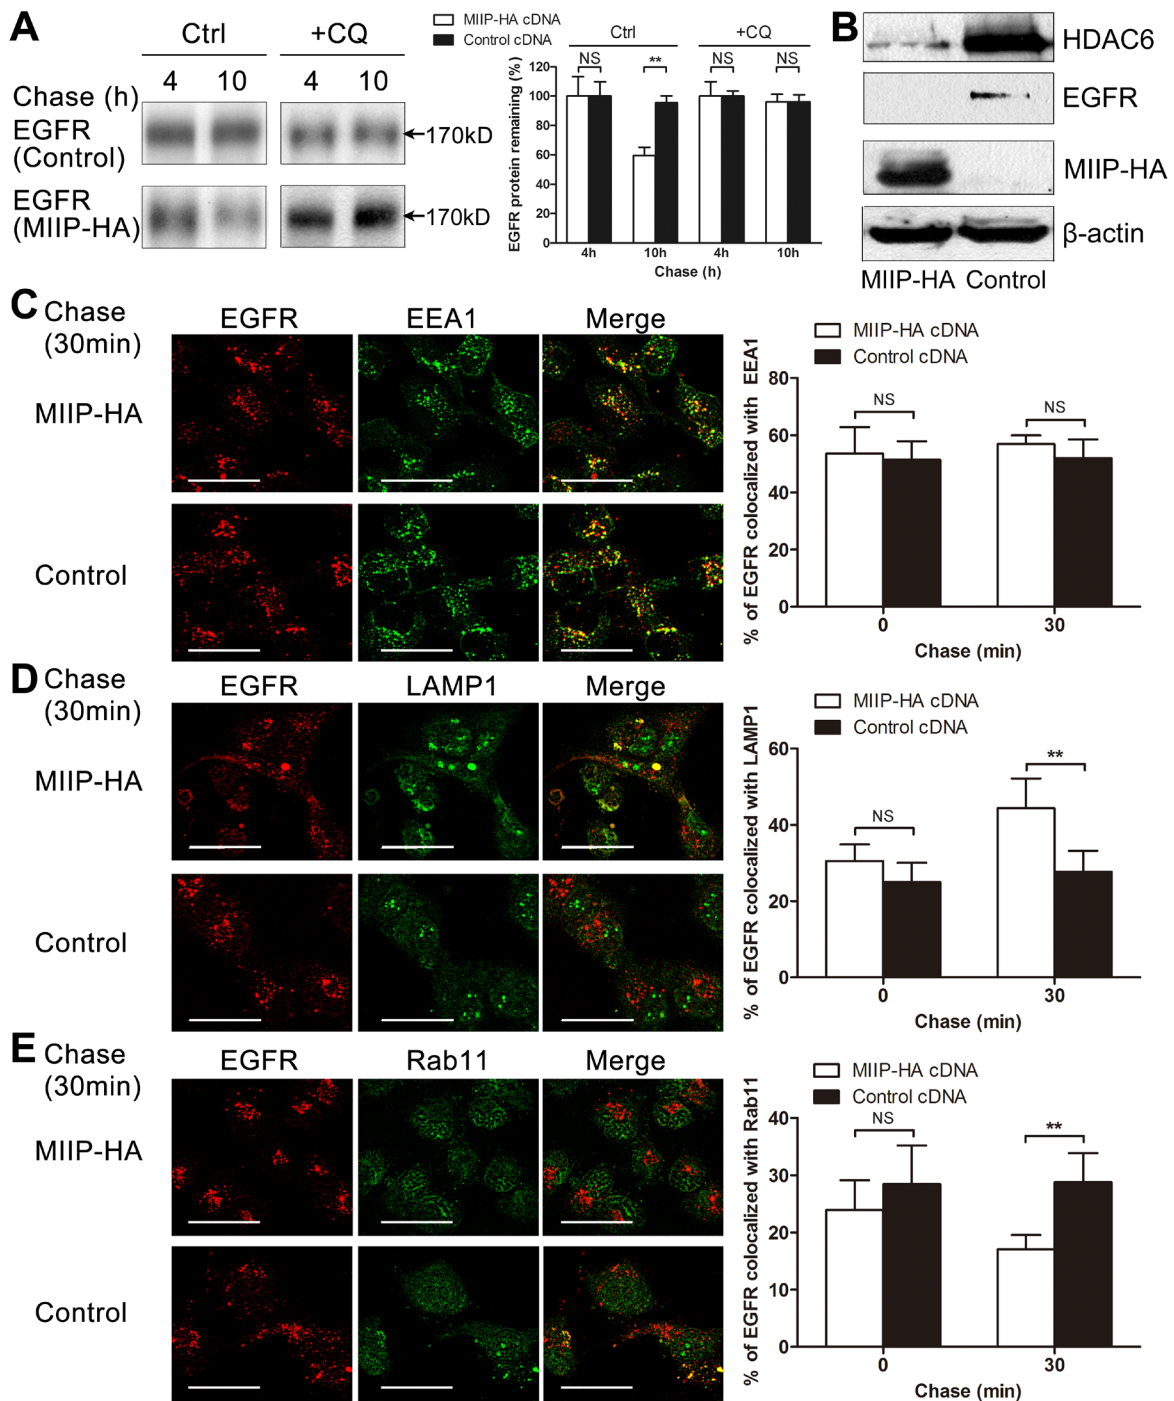 A
Ctrl
+CQ
4 10
4 10
Chase (h)
EGFR
(Control)
←170kD
EGFR
(MIIP-HA)
←170kD
MIIP-HA cDNA
Control cDNA
Ctrl
+CQ
NS
**
NS
NS
EGFR protein remaining (%)
120
100
80
60
40
20
0
4h
10h
4h
10h
Chase (h)
B
HDAC6
EGFR
MIIP-HA
β-actin
MIIP-HA Control
C
Chase
(30min)
EGFR
EEA1
Merge
MIIP-HA
Control
MIIP-HA cDNA
Control cDNA
% of EGFR colocalized with EEA1
80
60
40
20
0
NS
NS
0
30
Chase (min)
D
Chase
(30min)
EGFR
LAMP1
Merge
MIIP-HA
Control
MIIP-HA cDNA
Control cDNA
% of EGFR colocalized with LAMP1
60
40
20
0
NS
**
0
30
Chase (min)
E
Chase
(30min)
EGFR
Rab11
Merge
MIIP-HA
Control
MIIP-HA cDNA
Control cDNA
% of EGFR colocalized with Rab11
40
30
20
10
0
NS
**
0
30
Chase (min)